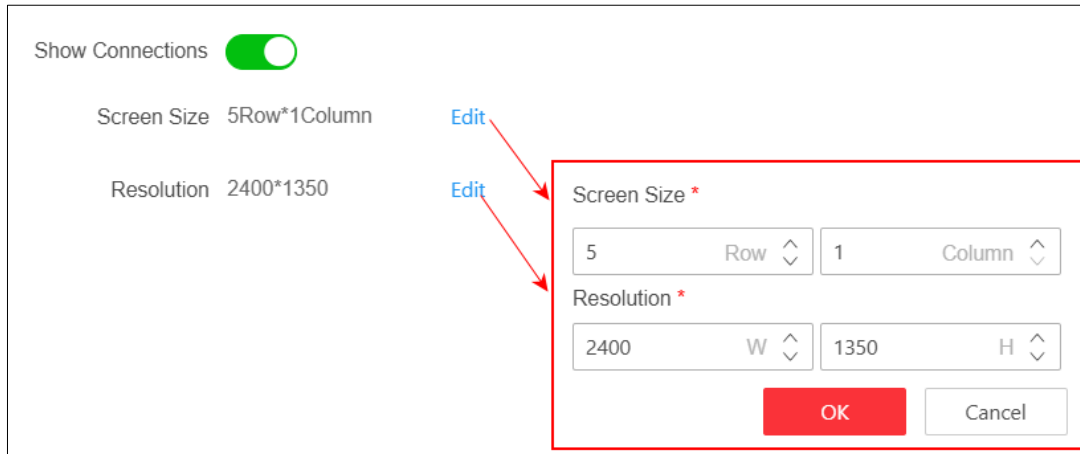 Show Connections
Screen Size 5Row*1Column Edit
Resolution 2400*1350 Edit
Screen Size *
5 Row 1 Column
Resolution *
2400 W 1350 H
OK Cancel